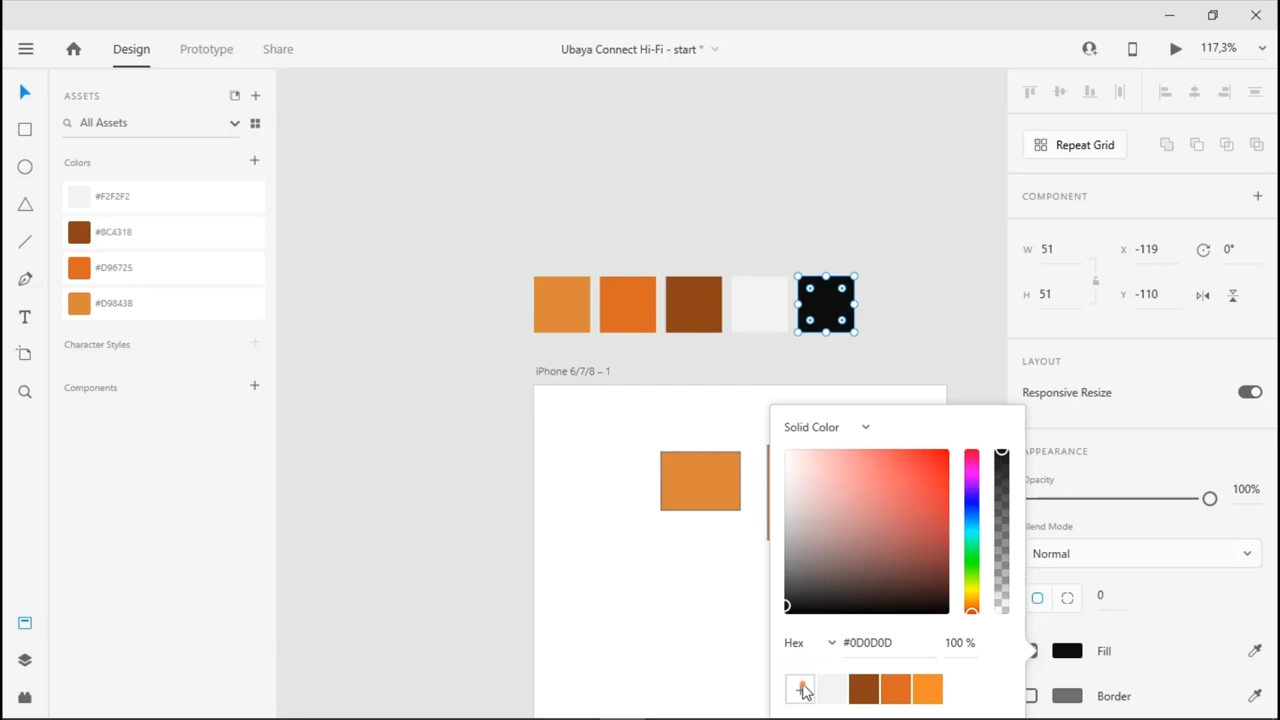 Design
Prototype
Share
Ubaya Connect Hi-Fi - start *
117,3%
ASSETS
All Assets
Colors
#F2F2F2
#8C4318
#D96725
#D9843B
Character Styles
Components
iPhone 6/7/8 – 1
Repeat Grid
COMPONENT
W 51 X -119 0°
H 51 Y -110
LAYOUT
Responsive Resize
APPEARANCE
Opacity
100%
Blend Mode
Normal
0
Fill
Border
Solid Color
Hex #0D0D0D 100 %